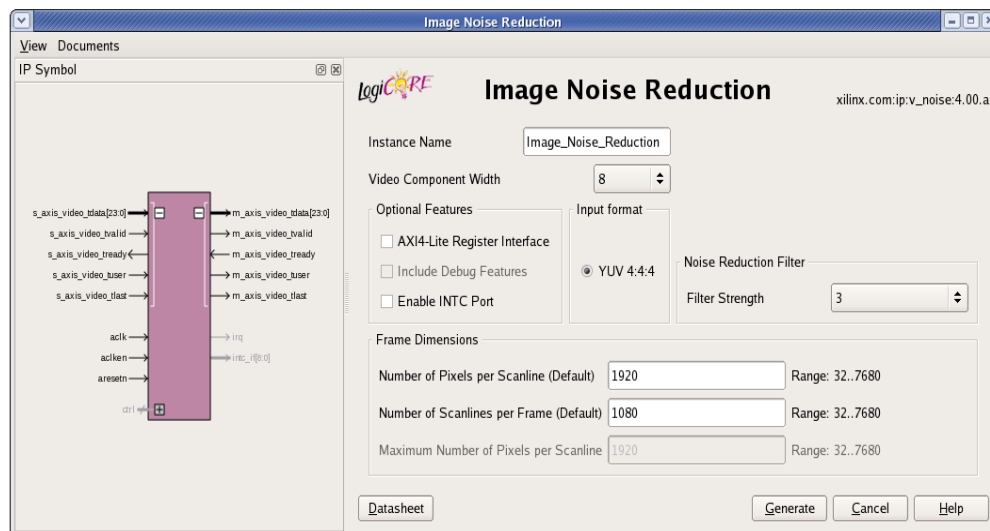 Image Noise Reduction
View Documents
IP Symbol
s_axis_video_tdata[23:0]
s_axis_video_tvalid
s_axis_video_tready
s_axis_video_tuser
s_axis_video_tlast
aclk
aclken
aresetn
ctrl
m_axis_video_tdata[23:0]
m_axis_video_tvalid
m_axis_video_tready
m_axis_video_tuser
m_axis_video_tlast
irq
intc_if[8:0]
LogiCORE
Image Noise Reduction
xilinx.com:ip:v_noise:4.00.a
Instance Name Image_Noise_Reduction
Video Component Width 8
Optional Features
AXI4-Lite Register Interface
Include Debug Features
Enable INTC Port
Input format
YUV 4:4:4
Noise Reduction Filter
Filter Strength 3
Frame Dimensions
Number of Pixels per Scanline (Default) 1920 Range: 32..7680
Number of Scanlines per Frame (Default) 1080 Range: 32..7680
Maximum Number of Pixels per Scanline 1920 Range: 32..7680
Datasheet Generate Cancel Help